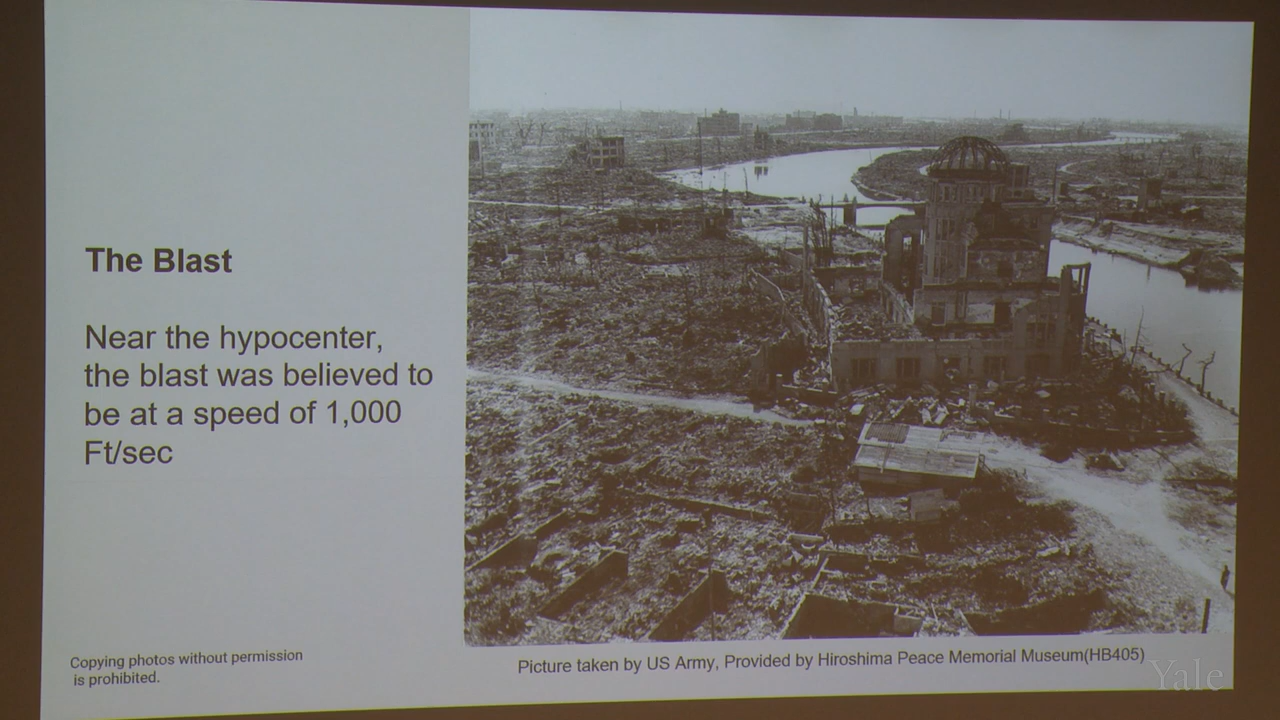 The Blast
Near the hypocenter,
the blast was believed to
be at a speed of 1,000
Ft/sec
Copying photos without permission
is prohibited.
Picture taken by US Army, Provided by Hiroshima Peace Memorial Museum(HB405)
Yale